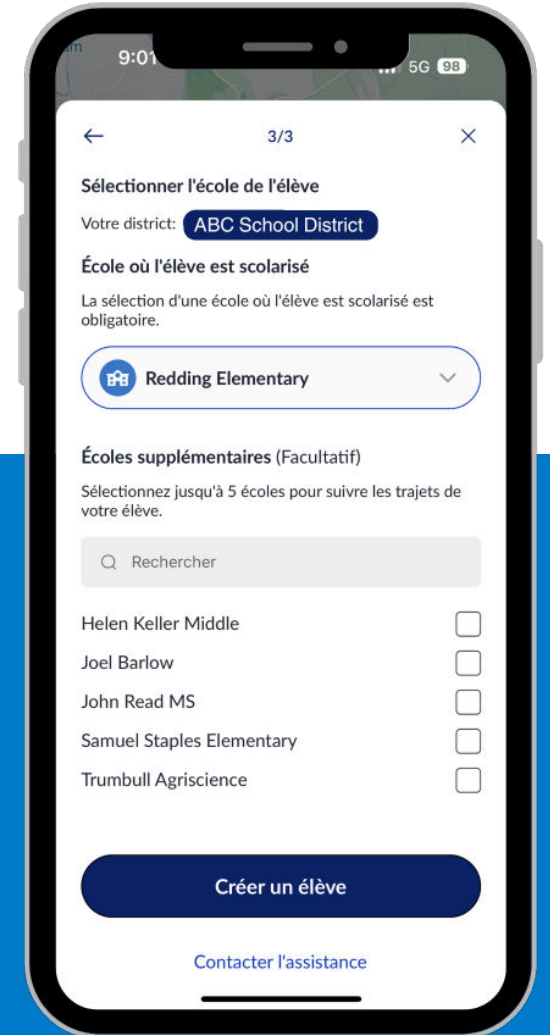 9:01
5G 98
3/3
Sélectionner l'école de l'élève
Votre district: ABC School District
École où l'élève est scolarisé
La sélection d'une école où l'élève est scolarisé est
obligatoire.
Redding Elementary
Écoles supplémentaires (Facultatif)
Sélectionnez jusqu'à 5 écoles pour suivre les trajets de
votre élève.
Rechercher
Helen Keller Middle
Joel Barlow
John Read MS
Samuel Staples Elementary
Trumbull Agriscience
Créer un élève
Contacter l'assistance